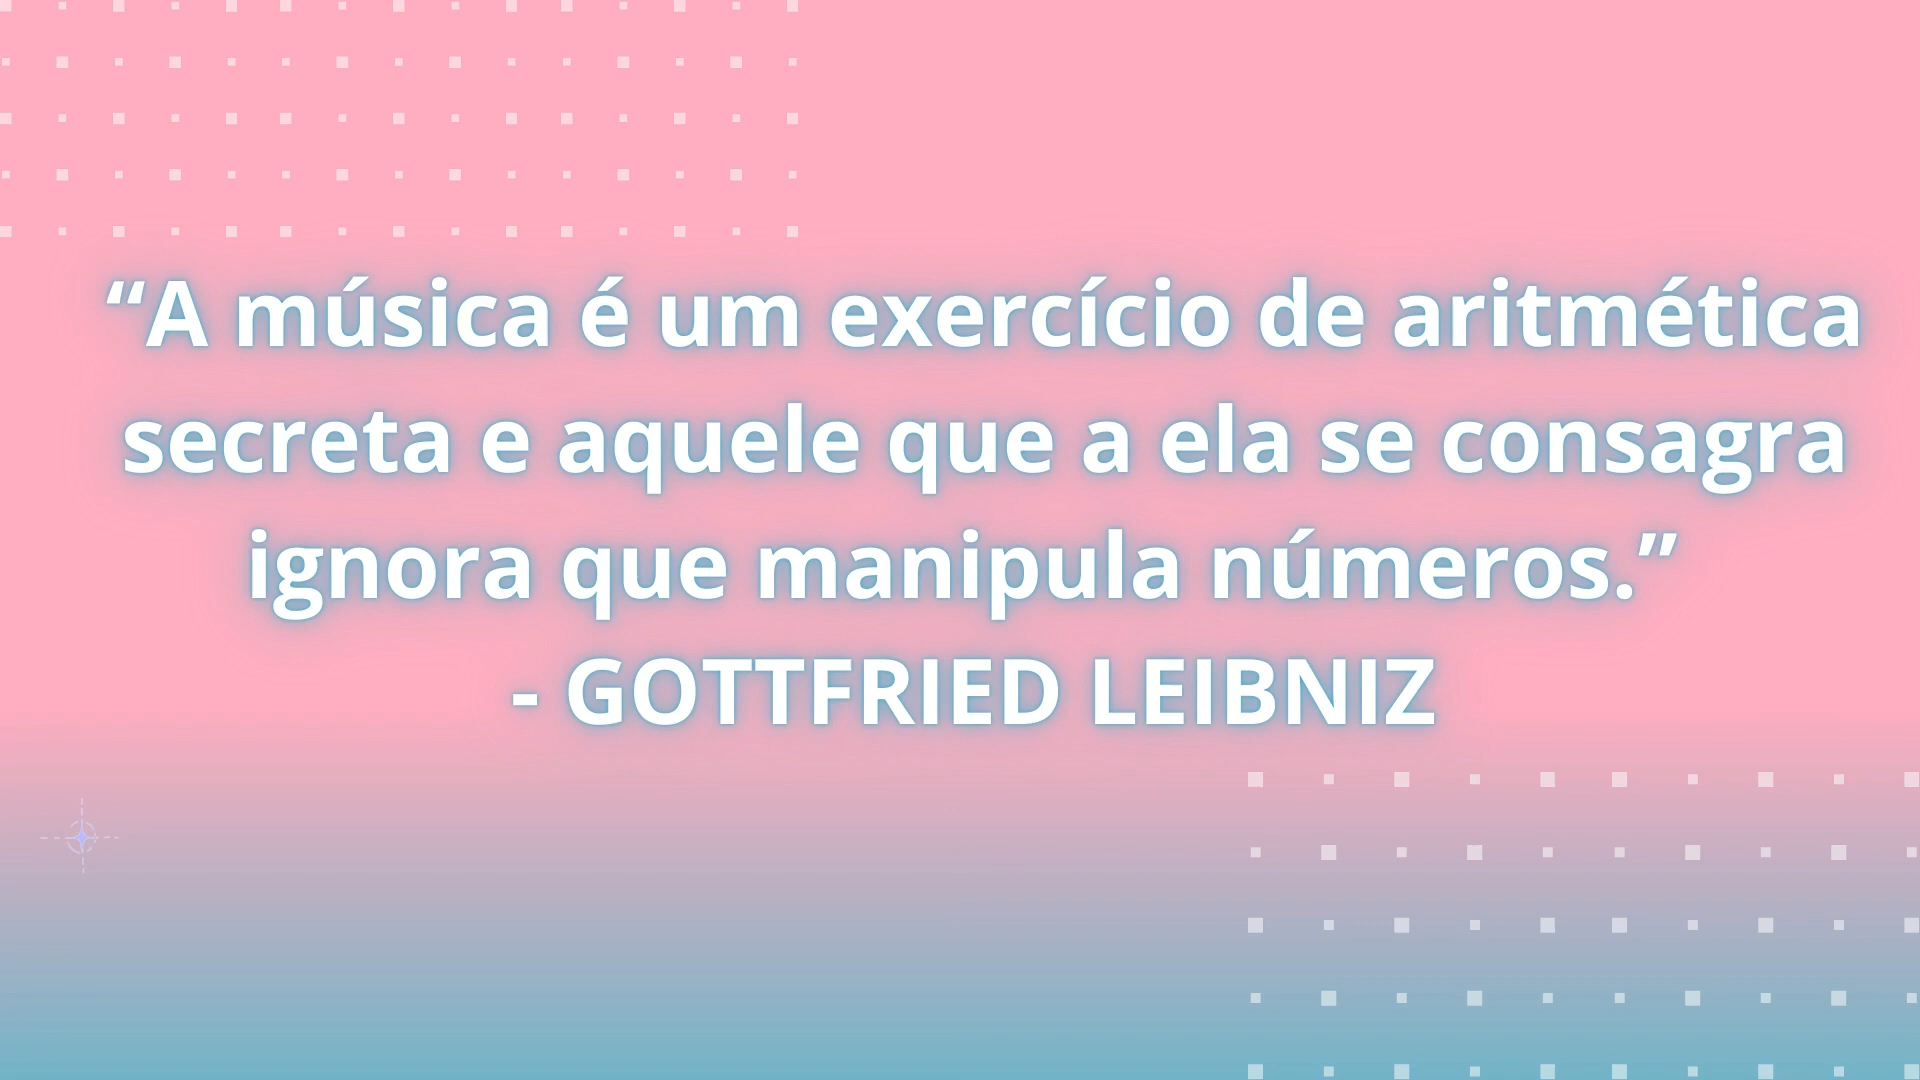 “A música é um exercício de aritmética
secreta e aquele que a ela se consagra
ignora que manipula números.”
- GOTTFRIED LEIBNIZ